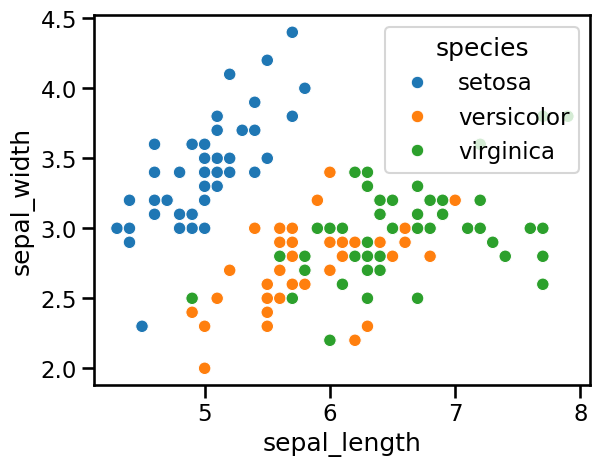 4.5
4.0
3.5
3.0
2.5
2.0
sepal_width
species
setosa
versicolor
virginica
5
6
7
8
sepal_length